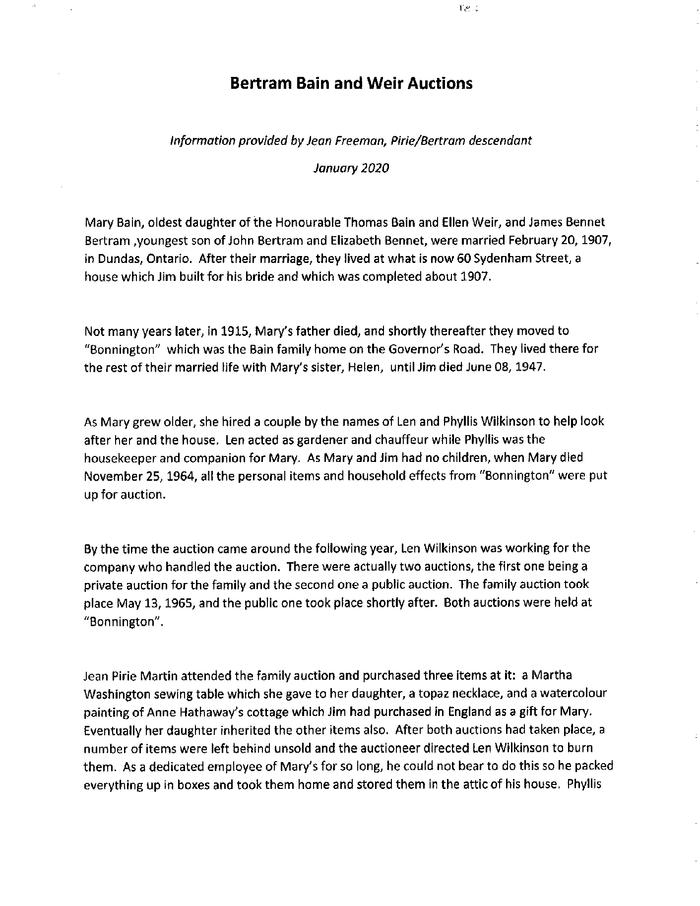 Bertram Bain and Weir Auctions
Information provided by Jean Freeman, Pirie/Bertram descendant
January 2020
Mary Bain, oldest daughter of the Honourable Thomas Bain and Ellen Weir, and James Bennet
Bertram ,youngest son of John Bertram and Elizabeth Bennet, were married February 20, 1907,
in Dundas, Ontario.  After their marriage, they lived at what is now 60 Sydenham Street, a
house which Jim built for his bride and which was completed about 1907.
Not many years later, in 1915, Mary's father died, and shortly thereafter they moved to
"Bonnington"  which was the Bain family home on the Governor's Road.  They lived there for
the rest of their married life with Mary's sister, Helen,  until Jim died June 08, 1947.
As Mary grew older, she hired a couple by the names of Len and Phyllis Wilkinson to help look
after her and the house.  Len acted as gardener and chauffeur while Phyllis was the
housekeeper and companion for Mary.  As Mary and Jim had no children, when Mary died
November 25, 1964, all the personal items and household effects from "Bonnington" were put
up for auction.
By the time the auction came around the following year, Len Wilkinson was working for the
company who handled the auction.  There were actually two auctions, the first one being a
private auction for the family and the second one a public auction.  The family auction took
place May 13, 1965, and the public one took place shortly after.  Both auctions were held at
"Bonnington".
Jean Pirie Martin attended the family auction and purchased three items at it:  a Martha
Washington sewing table which she gave to her daughter, a topaz necklace, and a watercolour
painting of Anne Hathaway's cottage which Jim had purchased in England as a gift for Mary.
Eventually her daughter inherited the other items also.  After both auctions had taken place, a
number of items were left behind unsold and the auctioneer directed Len Wilkinson to burn
them.  As a dedicated employee of Mary's for so long, he could not bear to do this so he packed
everything up in boxes and took them home and stored them in the attic of his house.  Phyllis